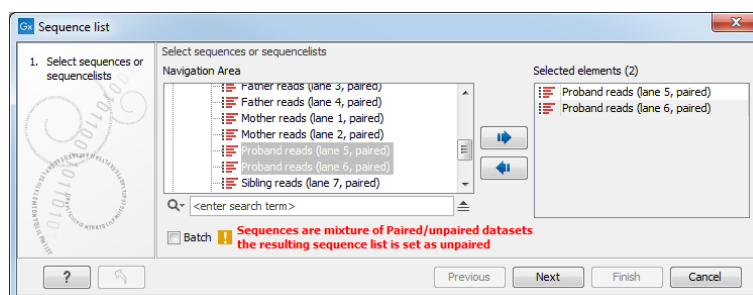 Gx Sequence list
X
1. Select sequences or
sequencelists
Select sequences or sequencelists
Navigation Area
Father reads (lane 3, paired)
Father reads (lane 4, paired)
Mother reads (lane 1, paired)
Mother reads (lane 2, paired)
Proband reads (lane 5, paired)
Proband reads (lane 6, paired)
Sibling reads (lane 7, paired)
<enter search term>
Batch
Sequences are mixture of Paired/unpaired datasets
the resulting sequence list is set as unpaired
Selected elements (2)
Proband reads (lane 5, paired)
Proband reads (lane 6, paired)
?
Previous
Next
Finish
Cancel